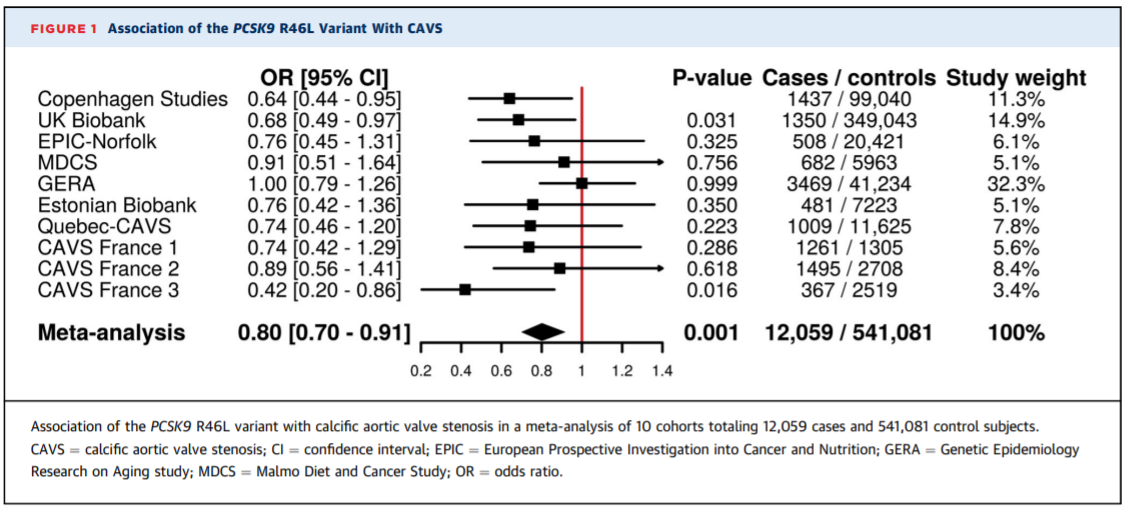 FIGURE 1 Association of the PCSK9 R46L Variant With CAVS
OR [95% CI] P-value Cases / controls Study weight
Copenhagen Studies 0.64 [0.44 - 0.95] 1437 / 99,040 11.3%
UK Biobank 0.68 [0.49 - 0.97] 0.031 1350 / 349,043 14.9%
EPIC-Norfolk 0.76 [0.45 - 1.31] 0.325 508 / 20,421 6.1%
MDCS 0.91 [0.51 - 1.64] 0.756 682 / 5963 5.1%
GERA 1.00 [0.79 - 1.26] 0.999 3469 / 41,234 32.3%
Estonian Biobank 0.76 [0.42 - 1.36] 0.350 481 / 7223 5.1%
Quebec-CAVS 0.74 [0.46 - 1.20] 0.223 1009 / 11,625 7.8%
CAVS France 1 0.74 [0.42 - 1.29] 0.286 1261 / 1305 5.6%
CAVS France 2 0.89 [0.56 - 1.41] 0.618 1495 / 2708 8.4%
CAVS France 3 0.42 [0.20 - 0.86] 0.016 367 / 2519 3.4%
Meta-analysis 0.80 [0.70 - 0.91] 0.001 12,059 / 541,081 100%
0.2 0.4 0.6 0.8 1 1.2 1.4
Association of the PCSK9 R46L variant with calcific aortic valve stenosis in a meta-analysis of 10 cohorts totaling 12,059 cases and 541,081 control subjects.
CAVS = calcific aortic valve stenosis; CI = confidence interval; EPIC = European Prospective Investigation into Cancer and Nutrition; GERA = Genetic Epidemiology
Research on Aging study; MDCS = Malmo Diet and Cancer Study; OR = odds ratio.